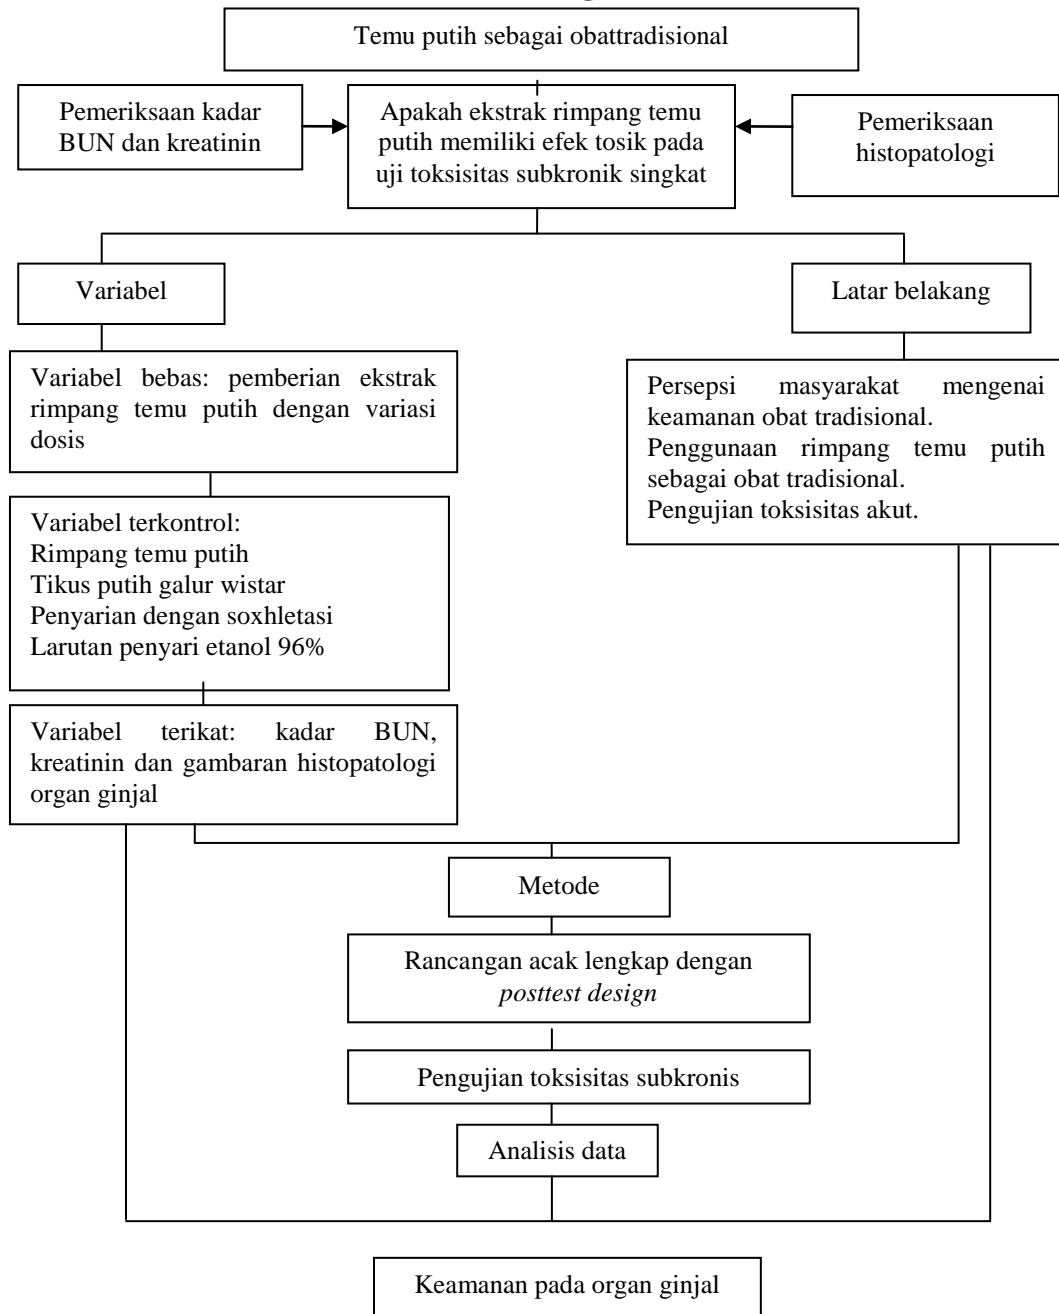 Temu putih sebagai obattradisional
Pemeriksaan kadar
BUN dan kreatinin
Apakah ekstrak rimpang temu
putih memiliki efek tosik pada
uji toksisitas subkronik singkat
Pemeriksaan
histopatologi
Variabel
Latar belakang
Variabel bebas: pemberian ekstrak
rimpang temu putih dengan variasi
dosis
Persepsi masyarakat mengenai
keamanan obat tradisional.
Penggunaan rimpang temu putih
sebagai obat tradisional.
Pengujian toksisitas akut.
Variabel terkontrol:
Rimpang temu putih
Tikus putih galur wistar
Penyarian dengan soxhletasi
Larutan penyari etanol 96%
Variabel terikat: kadar BUN,
kreatinin dan gambaran histopatologi
organ ginjal
Metode
Rancangan acak lengkap dengan
posttest design
Pengujian toksisitas subkronis
Analisis data
Keamanan pada organ ginjal